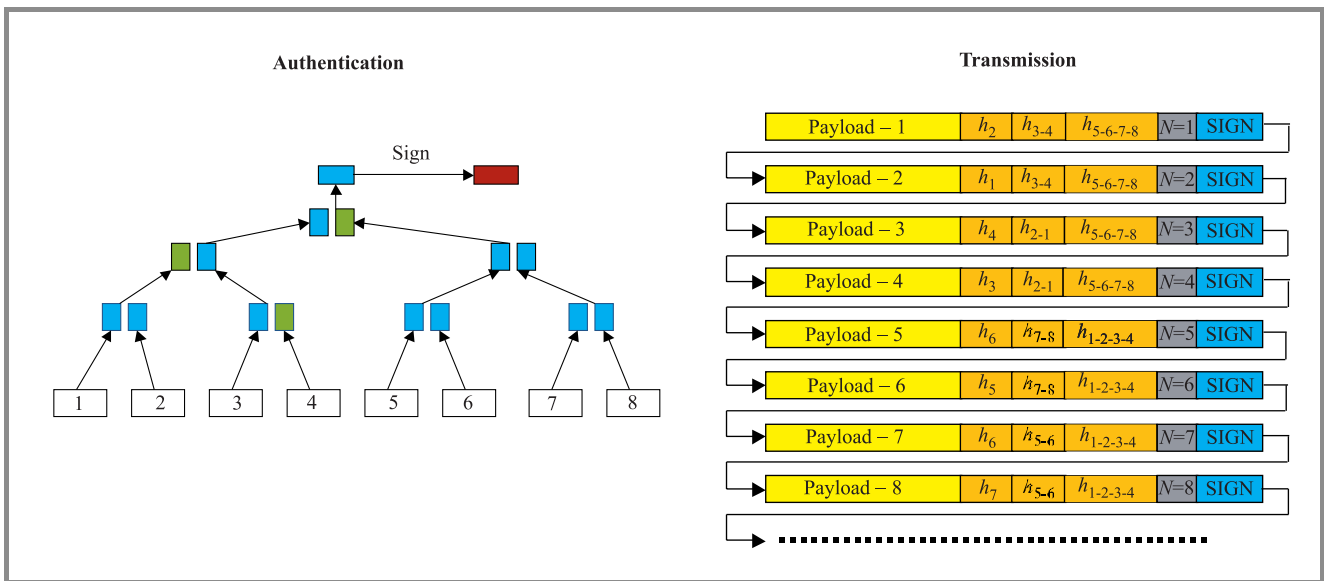 Authentication
Sign
1 2 3 4 5 6 7 8
Transmission
Payload – 1 h2 h3-4 h5-6-7-8 N=1 SIGN
Payload – 2 h1 h3-4 h5-6-7-8 N=2 SIGN
Payload – 3 h4 h2-1 h5-6-7-8 N=3 SIGN
Payload – 4 h3 h2-1 h5-6-7-8 N=4 SIGN
Payload – 5 h6 h7-8 h1-2-3-4 N=5 SIGN
Payload – 6 h5 h7-8 h1-2-3-4 N=6 SIGN
Payload – 7 h6 h5-6 h1-2-3-4 N=7 SIGN
Payload – 8 h7 h5-6 h1-2-3-4 N=8 SIGN